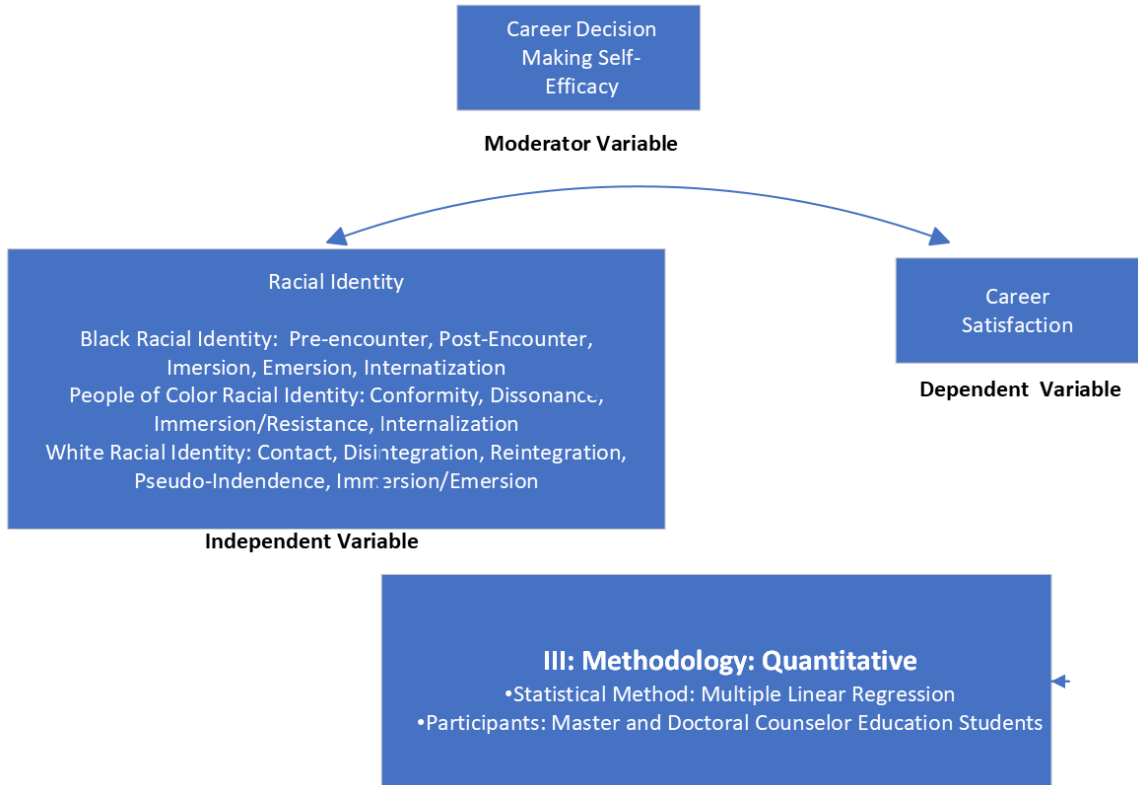 Career Decision
Making Self-
Efficacy
Moderator Variable
Racial Identity
Black Racial Identity:  Pre-encounter, Post-Encounter,
Imersion, Emersion, Internatization
People of Color Racial Identity: Conformity, Dissonance,
Immersion/Resistance, Internalization
White Racial Identity: Contact, Disintegration, Reintegration,
Pseudo-Indendence, Immersion/Emersion
Independent Variable
Career
Satisfaction
Dependent  Variable
III: Methodology: Quantitative
•Statistical Method: Multiple Linear Regression
•Participants: Master and Doctoral Counselor Education Students